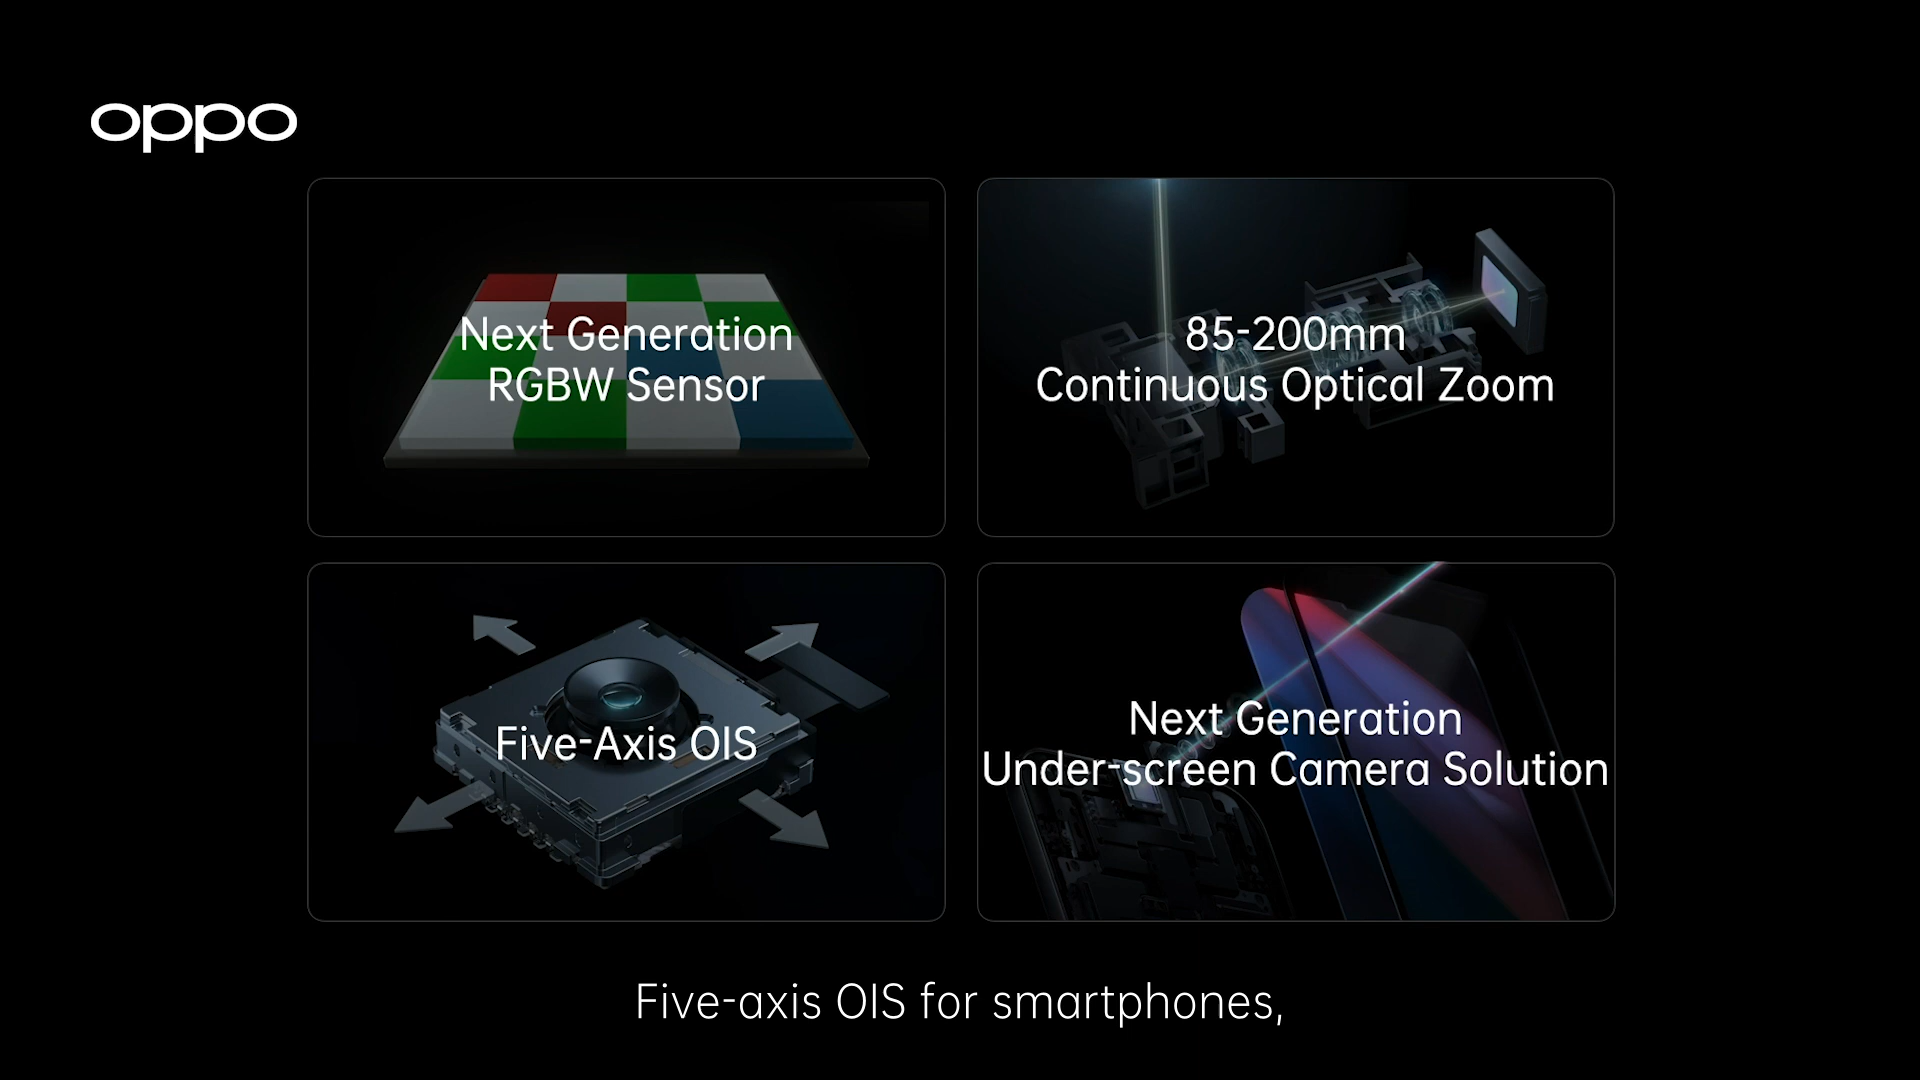 oppo
Next Generation
RGBW Sensor
85-200mm
Continuous Optical Zoom
Five-Axis OIS
Next Generation
Under-screen Camera Solution
Five-axis OIS for smartphones,